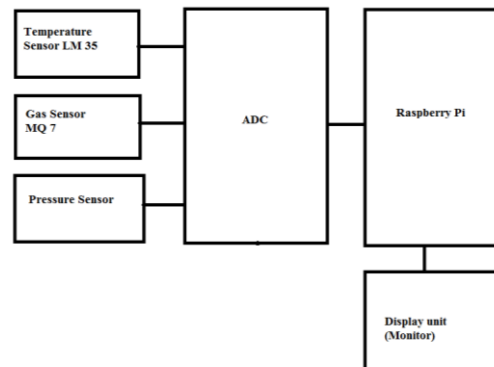 Temperature
Sensor LM 35
Gas Sensor
MQ 7
Pressure Sensor
ADC
Raspberry Pi
Display unit
(Monitor)